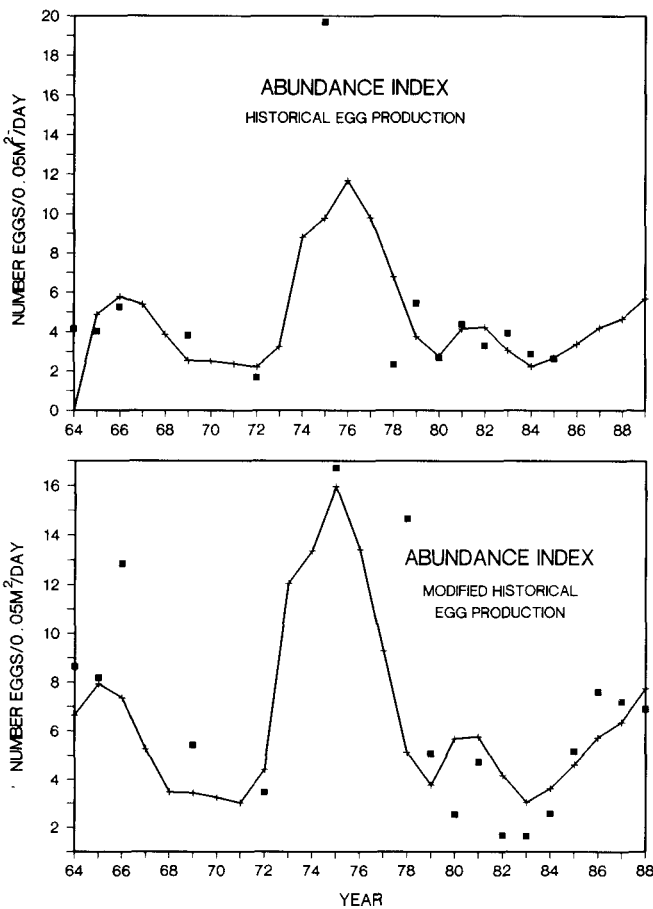 20
18
16
14
12
10
8
6
4
2
0
NUMBER EGGS/0.05M²/DAY
ABUNDANCE INDEX
HISTORICAL EGG PRODUCTION
64 66 68 70 72 74 76 78 80 82 84 86 88
16
14
12
10
8
6
4
2
NUMBER EGGS/0.05M²/DAY
ABUNDANCE INDEX
MODIFIED HISTORICAL
EGG PRODUCTION
64 66 68 70 72 74 76 78 80 82 84 86 88
YEAR